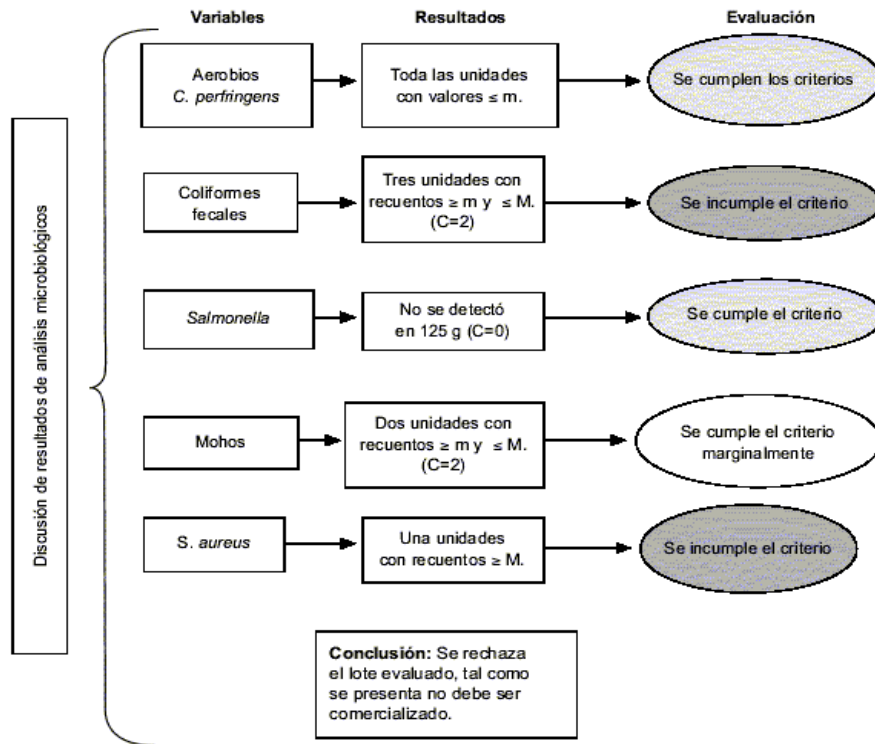 Variables Resultados Evaluación
Discusión de resultados de análisis microbiológicos
Aerobios
C. perfringens
Toda las unidades
con valores ≤ m.
Se cumplen los criterios
Coliformes
fecales
Tres unidades con
recuentos ≥ m y ≤ M.
(C=2)
Se incumple el criterio
Salmonella
No se detectó
en 125 g (C=0)
Se cumple el criterio
Mohos
Dos unidades con
recuentos ≥ m y ≤ M.
(C=2)
Se cumple el criterio
marginalmente
S. aureus
Una unidades
con recuentos ≥ M.
Se incumple el criterio
Conclusión: Se rechaza
el lote evaluado, tal como
se presenta no debe ser
comercializado.